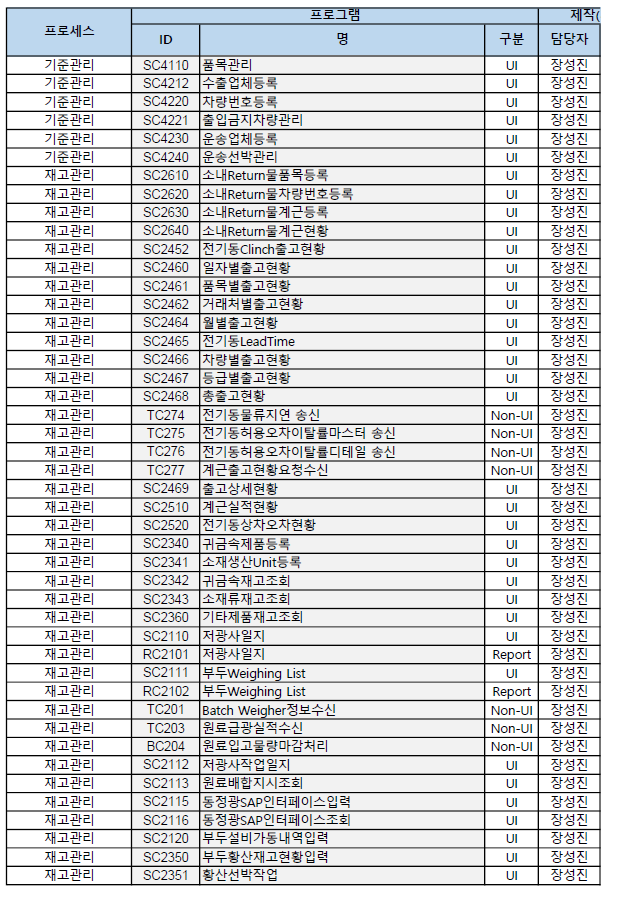 프로세스 프로그램 제작(
ID 명 구분 담당자
기준관리 SC4110 품목관리 UI 장성진
기준관리 SC4212 수출업체등록 UI 장성진
기준관리 SC4220 차량번호등록 UI 장성진
기준관리 SC4221 출입금지차량관리 UI 장성진
기준관리 SC4230 운송업체등록 UI 장성진
기준관리 SC4240 운송선박관리 UI 장성진
재고관리 SC2610 소내Return물품목등록 UI 장성진
재고관리 SC2620 소내Return물차량번호등록 UI 장성진
재고관리 SC2630 소내Return물계근등록 UI 장성진
재고관리 SC2640 소내Return물계근현황 UI 장성진
재고관리 SC2452 전기동Clinch출고현황 UI 장성진
재고관리 SC2460 일자별출고현황 UI 장성진
재고관리 SC2461 품목별출고현황 UI 장성진
재고관리 SC2462 거래처별출고현황 UI 장성진
재고관리 SC2464 월별출고현황 UI 장성진
재고관리 SC2465 전기동LeadTime UI 장성진
재고관리 SC2466 차량별출고현황 UI 장성진
재고관리 SC2467 등급별출고현황 UI 장성진
재고관리 SC2468 총출고현황 UI 장성진
재고관리 TC274 전기동물류지연 송신 Non-UI 장성진
재고관리 TC275 전기동허용오차이탈률마스터 송신 Non-UI 장성진
재고관리 TC276 전기동허용오차이탈률디테일 송신 Non-UI 장성진
재고관리 TC277 계근출고현황요청수신 Non-UI 장성진
재고관리 SC2469 출고상세현황 UI 장성진
재고관리 SC2510 계근실적현황 UI 장성진
재고관리 SC2520 전기동상차오차현황 UI 장성진
재고관리 SC2340 귀금속제품등록 UI 장성진
재고관리 SC2341 소재생산Unit등록 UI 장성진
재고관리 SC2342 귀금속재고조회 UI 장성진
재고관리 SC2343 소재류재고조회 UI 장성진
재고관리 SC2360 기타제품재고조회 UI 장성진
재고관리 SC2110 저광사일지 UI 장성진
재고관리 RC2101 저광사일지 Report 장성진
재고관리 SC2111 부두Weighing List UI 장성진
재고관리 RC2102 부두Weighing List Report 장성진
재고관리 TC201 Batch Weigher정보수신 Non-UI 장성진
재고관리 TC203 원료급광실적수신 Non-UI 장성진
재고관리 BC204 원료입고물량마감처리 Non-UI 장성진
재고관리 SC2112 저광사작업일지 UI 장성진
재고관리 SC2113 원료배합지시조회 UI 장성진
재고관리 SC2115 동정광SAP인터페이스입력 UI 장성진
재고관리 SC2116 동정광SAP인터페이스조회 UI 장성진
재고관리 SC2120 부두설비가동내역입력 UI 장성진
재고관리 SC2350 부두황산재고현황입력 UI 장성진
재고관리 SC2351 황산선박작업 UI 장성진